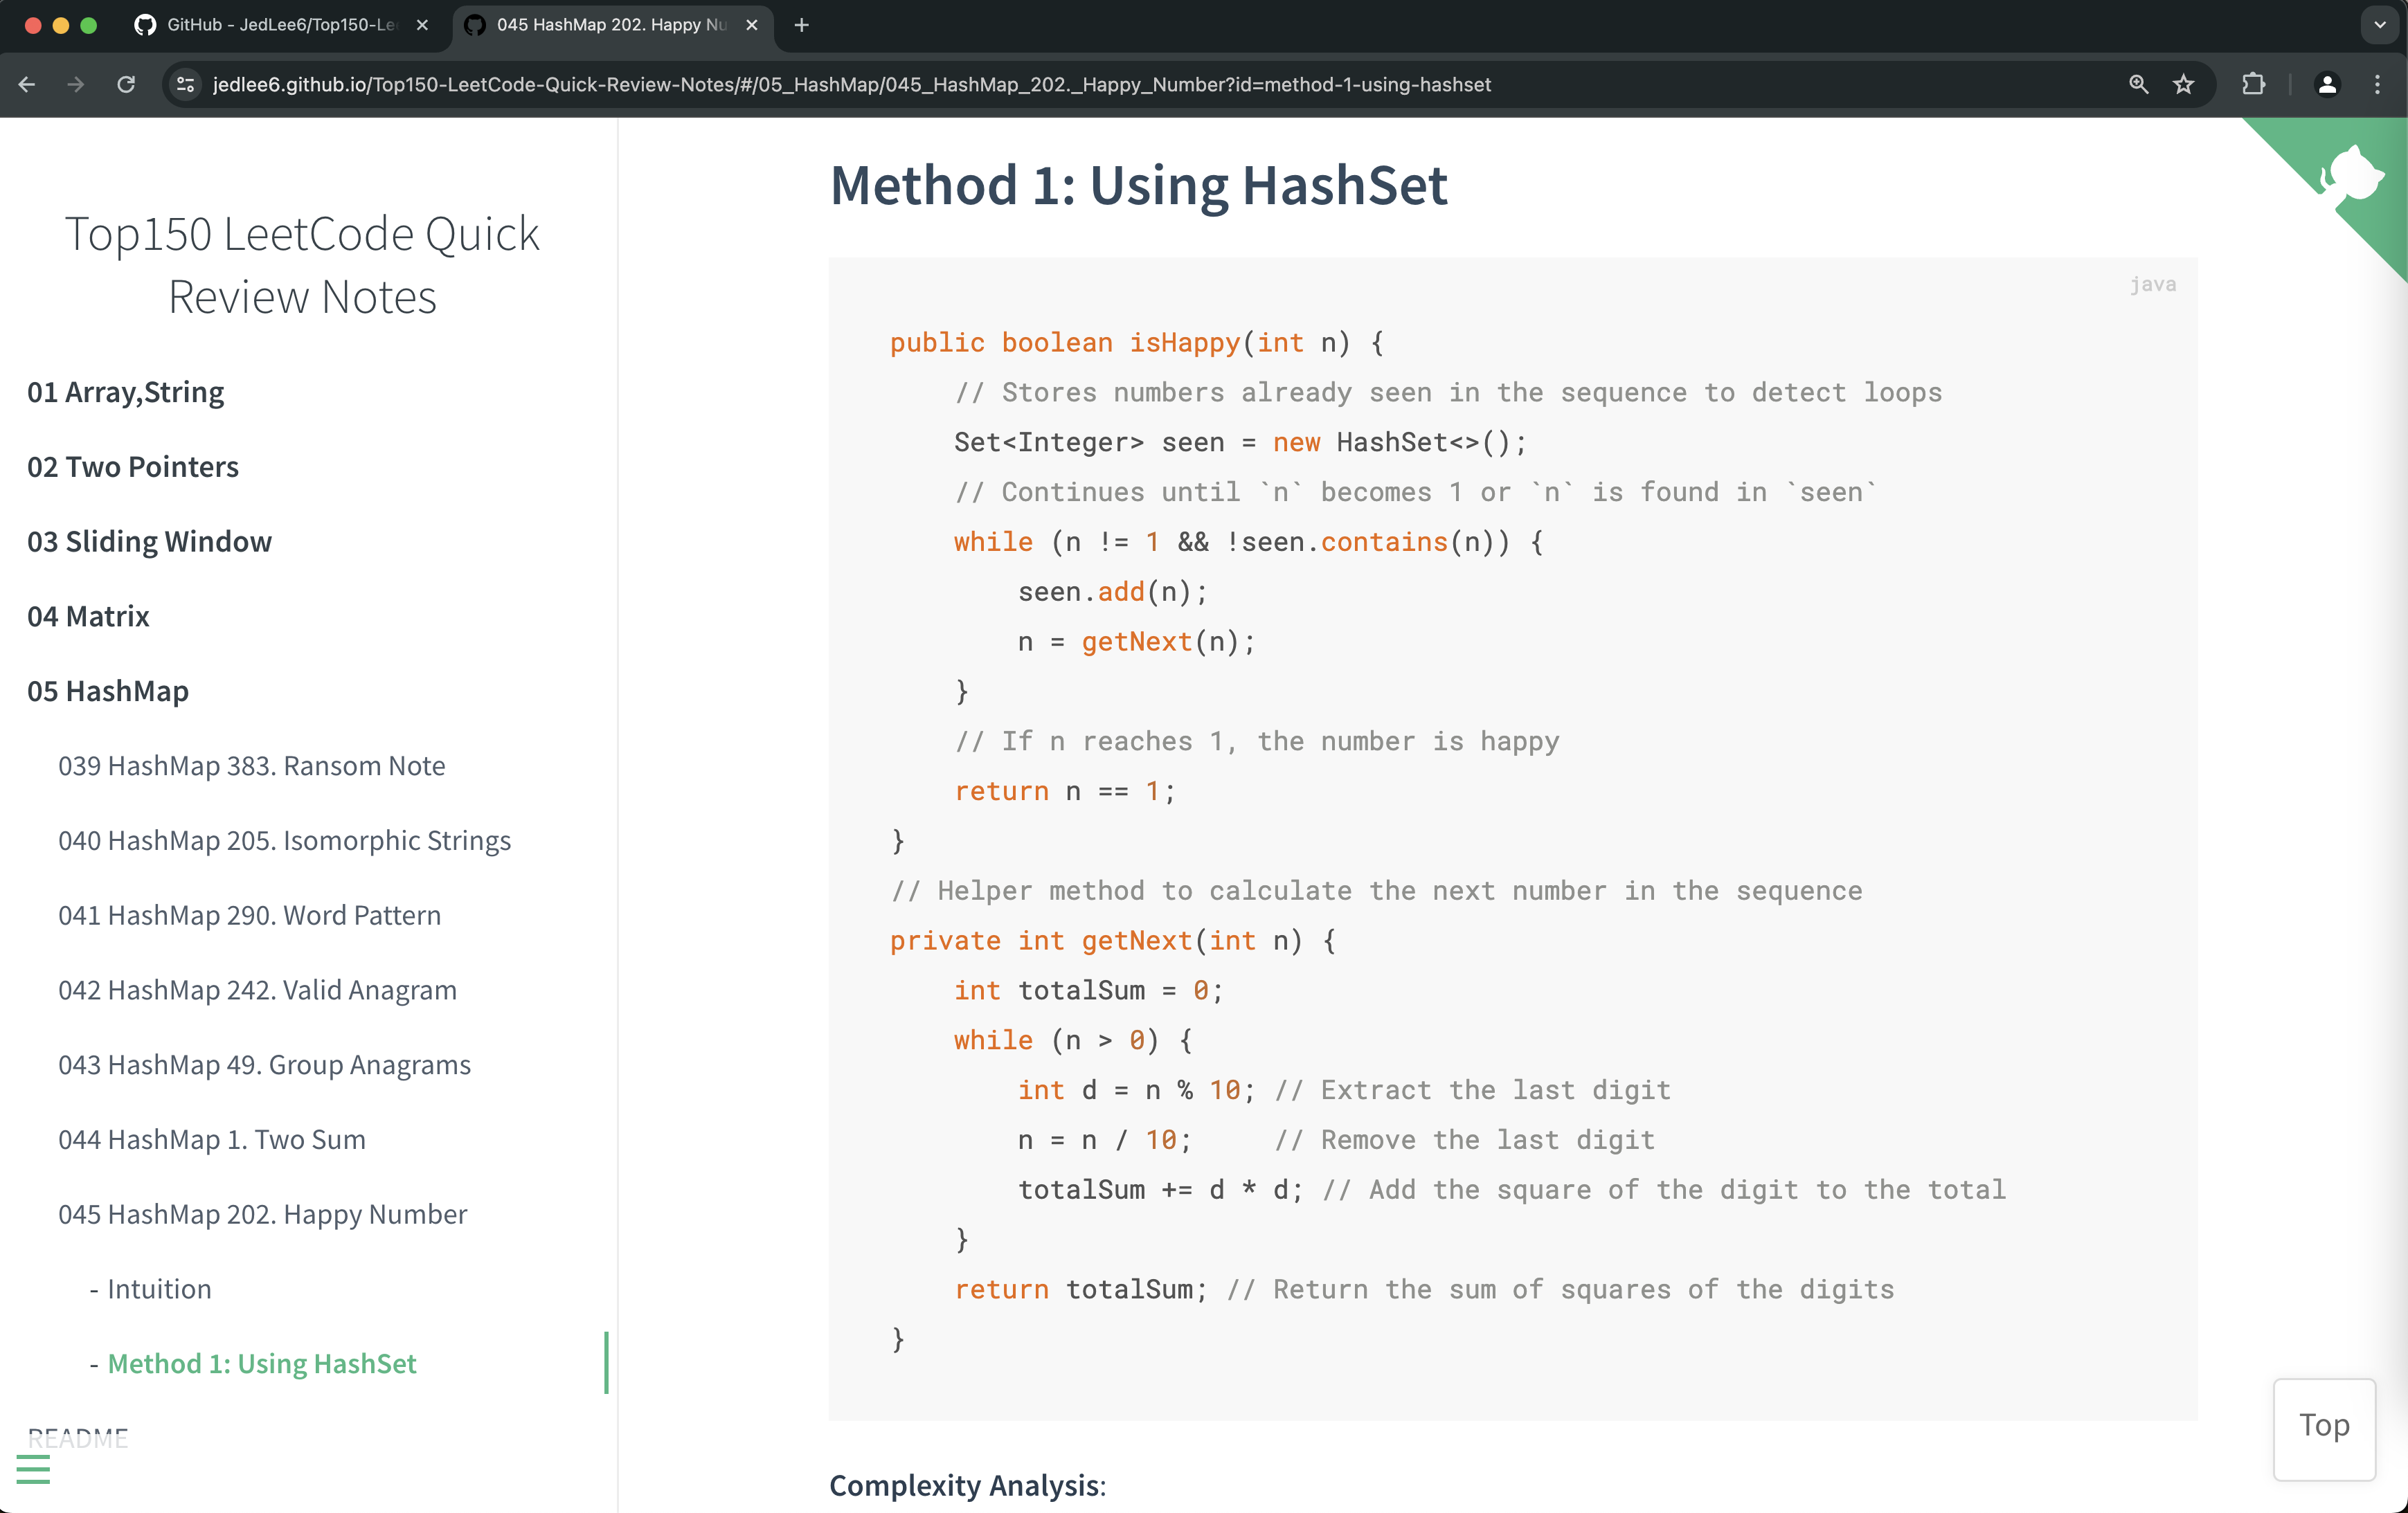 GitHub - JedLee6/Top150-Le
045 HashMap 202. Happy Nu
jedlee6.github.io/Top150-LeetCode-Quick-Review-Notes/#/05_HashMap/045_HashMap_202._Happy_Number?id=method-1-using-hashset
Top150 LeetCode Quick
Review Notes
01 Array,String
02 Two Pointers
03 Sliding Window
04 Matrix
05 HashMap
039 HashMap 383. Ransom Note
040 HashMap 205. Isomorphic Strings
041 HashMap 290. Word Pattern
042 HashMap 242. Valid Anagram
043 HashMap 49. Group Anagrams
044 HashMap 1. Two Sum
045 HashMap 202. Happy Number
- Intuition
- Method 1: Using HashSet
README
Method 1: Using HashSet
java
public boolean isHappy(int n) {
    // Stores numbers already seen in the sequence to detect loops
    Set<Integer> seen = new HashSet<>();
    // Continues until `n` becomes 1 or `n` is found in `seen`
    while (n != 1 && !seen.contains(n)) {
        seen.add(n);
        n = getNext(n);
    }
    // If n reaches 1, the number is happy
    return n == 1;
}
// Helper method to calculate the next number in the sequence
private int getNext(int n) {
    int totalSum = 0;
    while (n > 0) {
        int d = n % 10; // Extract the last digit
        n = n / 10;     // Remove the last digit
        totalSum += d * d; // Add the square of the digit to the total
    }
    return totalSum; // Return the sum of squares of the digits
}
Complexity Analysis:
Top